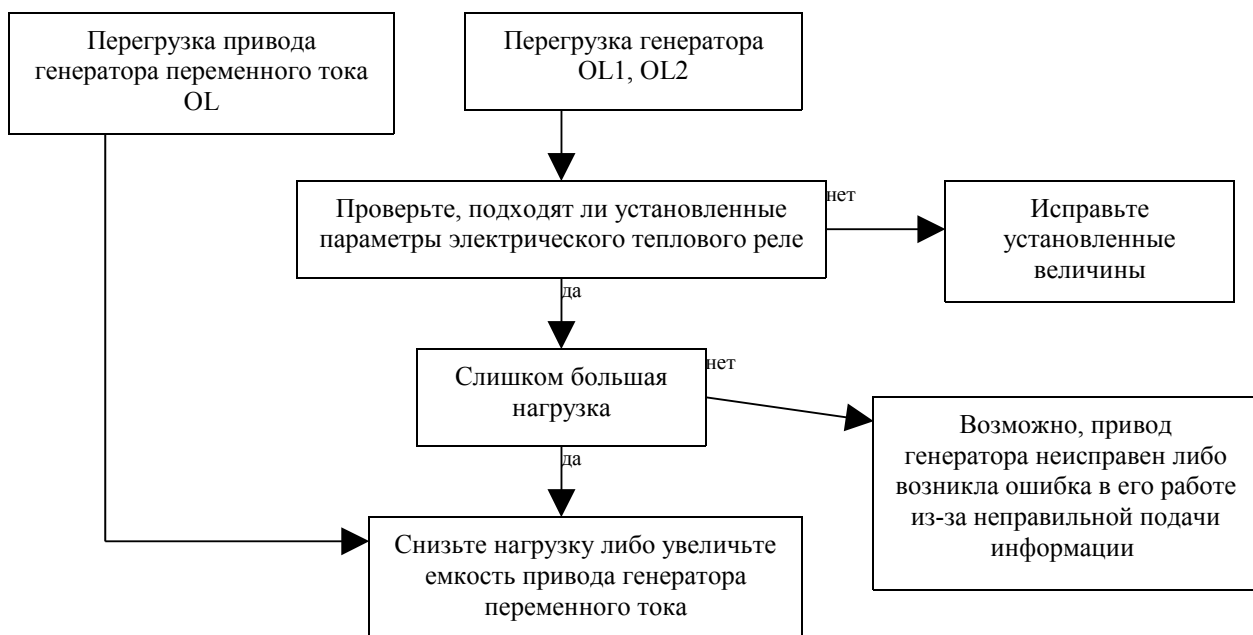 Перегрузка привода
генератора переменного тока
OL
Перегрузка генератора
OL1, OL2
Проверьте, подходят ли установленные
параметры электрического теплового реле
нет
Исправьте
установленные
величины
да
Слишком большая
нагрузка
нет
Возможно, привод
генератора неисправен либо
возникла ошибка в его работе
из-за неправильной подачи
информации
да
Снизьте нагрузку либо увеличьте
емкость привода генератора
переменного тока